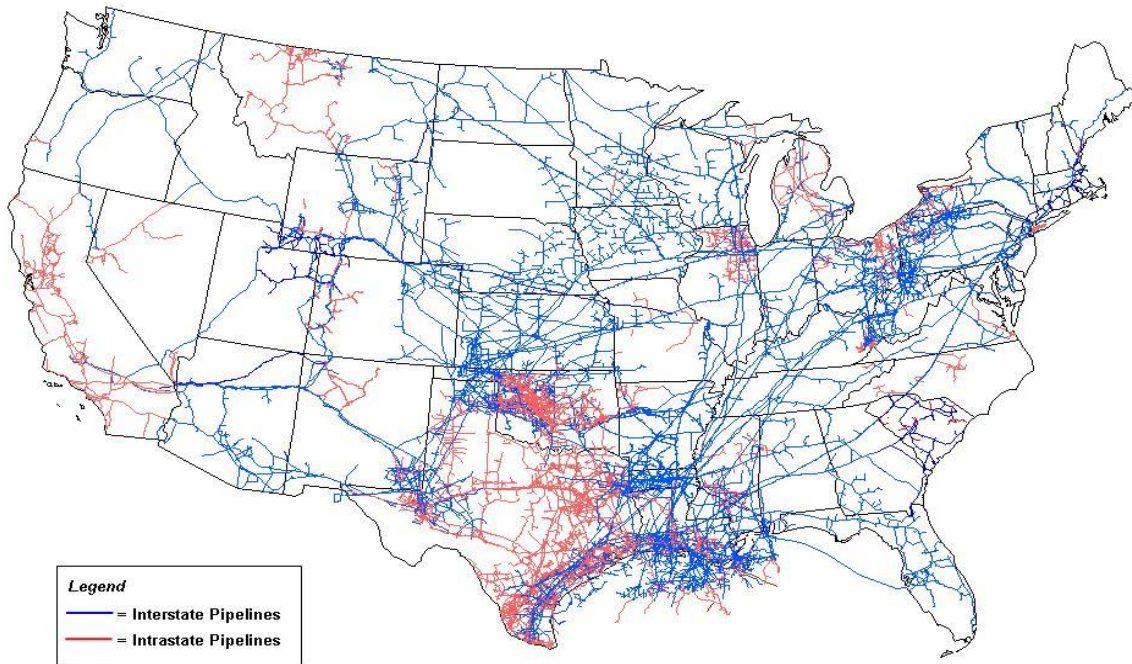 Legend
= Interstate Pipelines
= Intrastate Pipelines